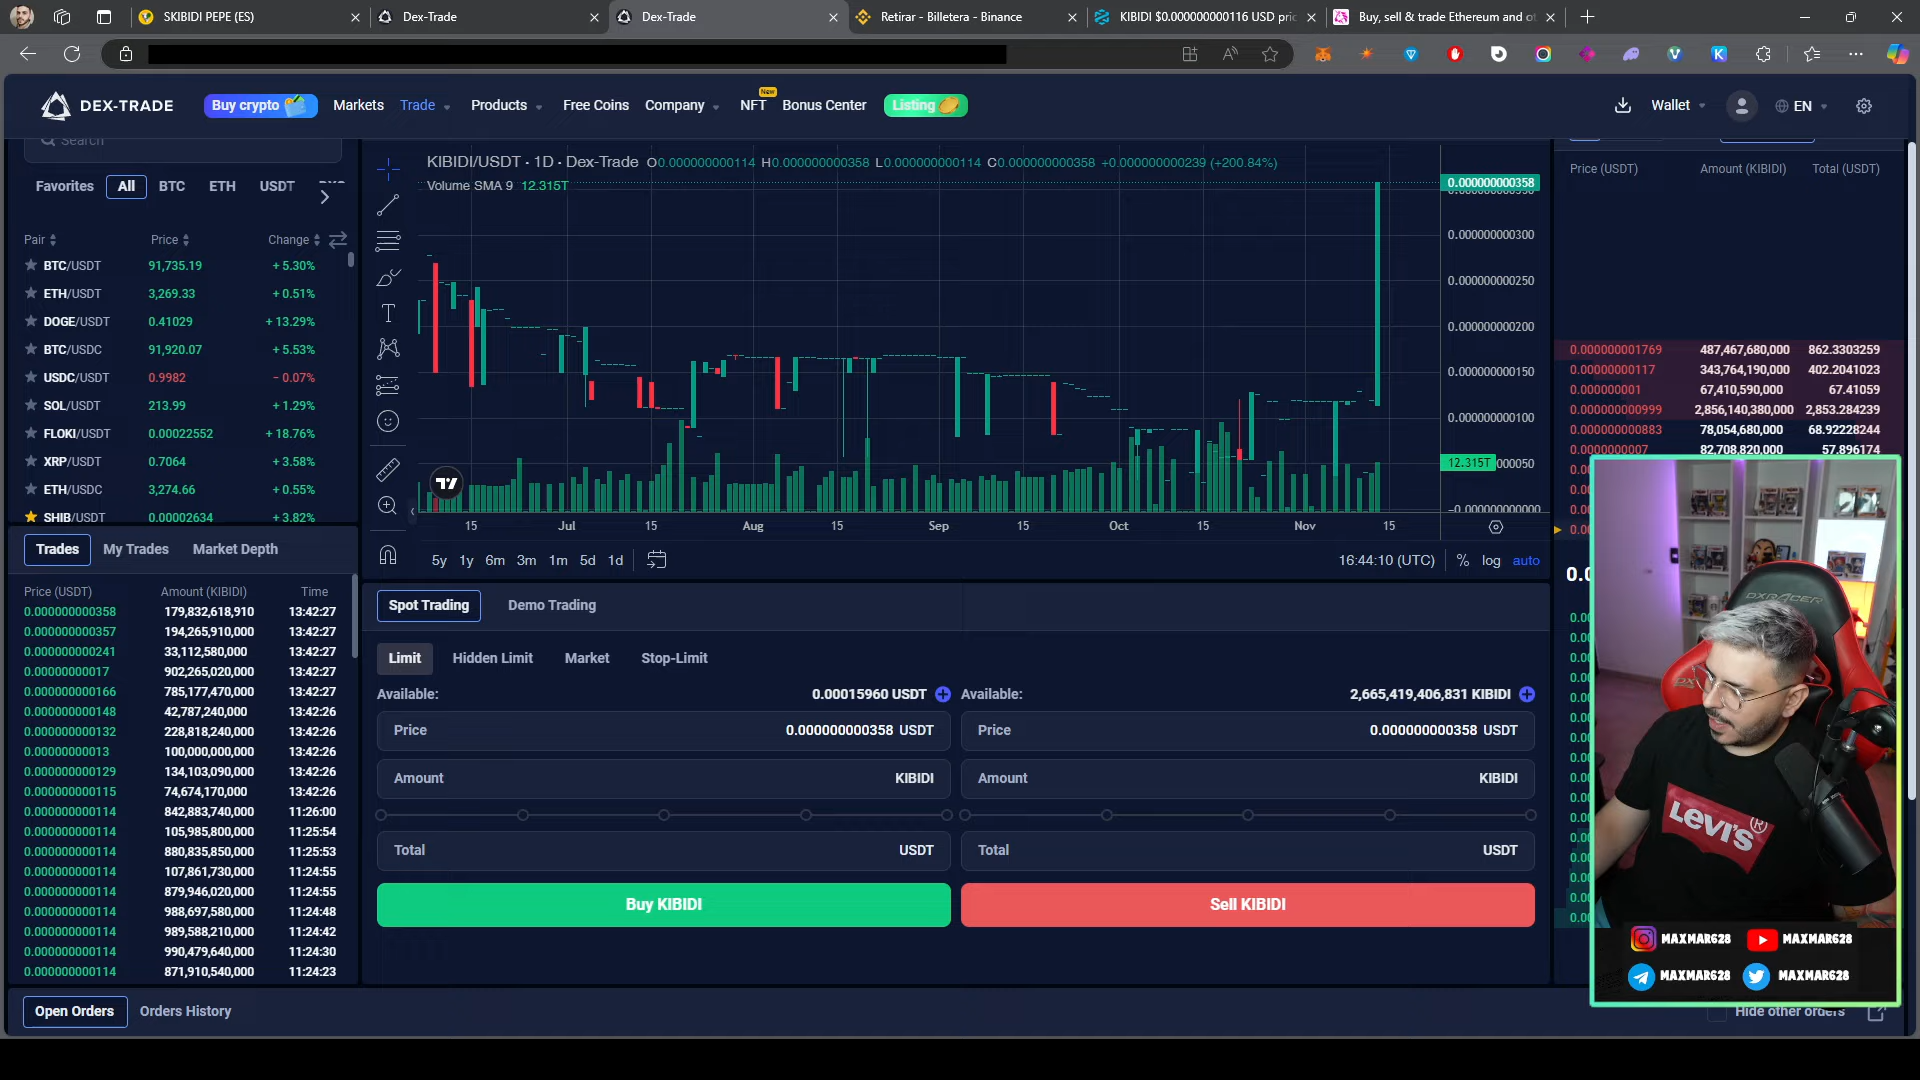 SKIBIDI PEPE (ES)
Dex-Trade
Dex-Trade
Retirar - Billetera - Binance
KIBIDI $0.000000000116 USD pric
Buy, sell & trade Ethereum and ot
DEX-TRADE
Buy crypto
Markets
Trade
Products
Free Coins
Company
NFT
New
Bonus Center
Listing
Wallet
EN
Search
Favorites All BTC ETH USDT
Pair Price Change
BTC/USDT 91,735.19 + 5.30%
ETH/USDT 3,269.33 + 0.51%
DOGE/USDT 0.41029 + 13.29%
BTC/USDC 91,920.07 + 5.53%
USDC/USDT 0.9982 − 0.07%
SOL/USDT 213.99 + 1.29%
FLOKI/USDT 0.00022552 + 18.76%
XRP/USDT 0.7064 + 3.58%
ETH/USDC 3,274.66 + 0.55%
SHIB/USDT 0.00002634 + 3.82%
Trades My Trades Market Depth
Price (USDT) Amount (KIBIDI) Time
0.000000000358 179,832,618,910 13:42:27
0.000000000357 194,265,910,000 13:42:27
0.000000000241 33,112,580,000 13:42:27
0.00000000017 902,265,020,000 13:42:27
0.000000000166 785,177,470,000 13:42:27
0.000000000148 42,787,240,000 13:42:26
0.000000000132 228,818,240,000 13:42:26
0.00000000013 100,000,000,000 13:42:26
0.000000000129 134,103,090,000 13:42:26
0.000000000115 74,674,170,000 13:42:26
0.000000000114 842,883,740,000 11:26:00
0.000000000114 105,985,800,000 11:25:54
0.000000000114 880,835,850,000 11:25:53
0.000000000114 107,861,730,000 11:24:55
0.000000000114 879,946,020,000 11:24:55
0.000000000114 988,697,580,000 11:24:48
0.000000000114 989,588,210,000 11:24:42
0.000000000114 990,479,640,000 11:24:30
0.000000000114 871,910,540,000 11:24:23
KIBIDI/USDT · 1D · Dex-Trade O0.000000000114 H0.000000000358 L0.000000000114 C0.000000000358 +0.000000000239 (+200.84%)
Volume SMA 9 12.315T
0.000000000358
0.000000000300
0.000000000250
0.000000000200
0.000000000150
0.000000000100
12.315T
000050
-0.000000000000
15 Jul 15 Aug 15 Sep 15 Oct 15 Nov 15
5y 1y 6m 3m 1m 5d 1d
16:44:10 (UTC) % log auto
Spot Trading Demo Trading
Limit Hidden Limit Market Stop-Limit
Available: 0.00015960 USDT
Price 0.000000000358 USDT
Amount KIBIDI
Total USDT
Buy KIBIDI
Available: 2,665,419,406,831 KIBIDI
Price 0.000000000358 USDT
Amount KIBIDI
Total USDT
Sell KIBIDI
Price (USDT) Amount (KIBIDI) Total (USDT)
0.000000001769 487,467,680,000 862.3303259
0.00000000117 343,764,190,000 402.2041023
0.000000001 67,410,590,000 67.41059
0.000000000999 2,856,140,380,000 2,853.284239
0.000000000883 78,054,680,000 68.92228244
0.0000000007 82,708,820,000 57.896174
DXRACER
Levi's®
MAXMAR628
MAXMAR628
MAXMAR628
MAXMAR628
Open Orders Orders History
Hide other orders